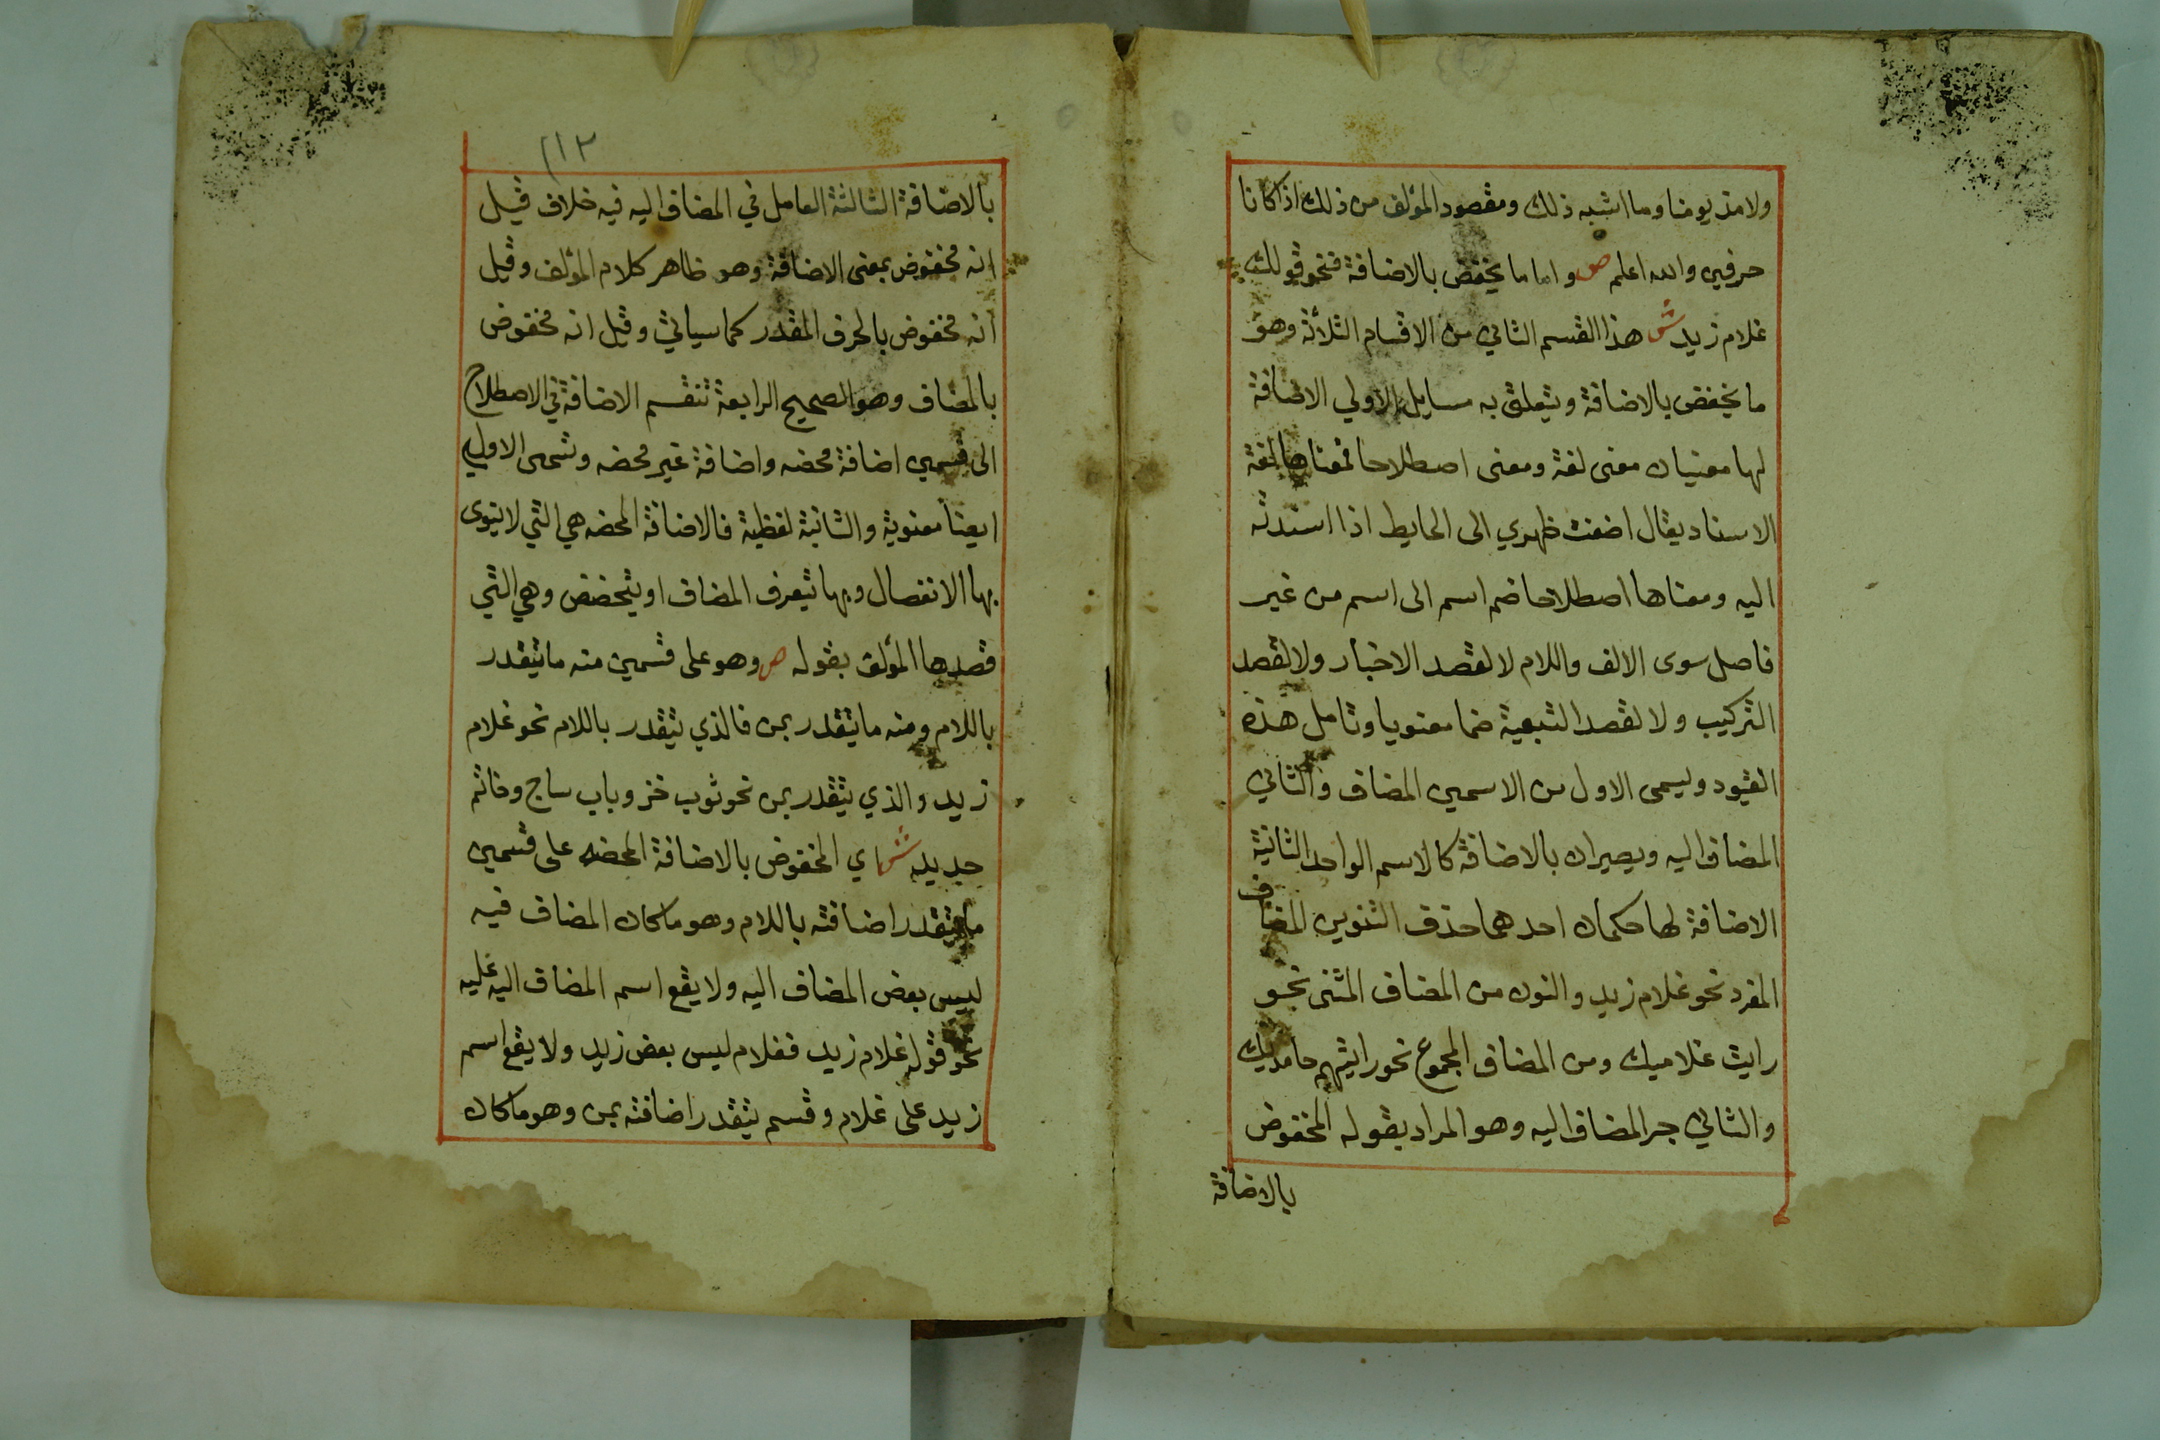 ولا مذ يومنا وما اشبه ذلك ومقصود المؤلف من ذلك اذا كانا
حرفين والله اعلم ص واما ما يخفض بالاضافة فنحو قولك
غلام زيد ش هذا القسم الثاني من الاقسام الثلاثة وهو
ما يخفض بالاضافة ويتعلق به مسايل الاولي الاضافة
لها معنيان معنى لغة ومعنى اصطلاحا فمعناها لغة
الاسناد يقال اضفت ظهري الى الحايط اذا اسندته
اليه ومعناها اصطلاحا ضم اسم الى اسم من غير
فاصل سوى الالف واللام لا لقصد الاخبار ولا لقصد
التركيب ولا لقصد التبعية ضما معنويا وتامل هذه
القيود ويسمى الاول من الاسمين المضاف والثاني
المضاف اليه ويصيران بالاضافة كالاسم الواحد الثانية
الاضافة لها حكمان احدهما حذف التنوين للمضاف
المفرد نحو غلام زيد والنون من المضاف المثنى نحو
رايت غلاميك ومن المضاف المجموع نحو رايتهم حامديك
والثاني جر المضاف اليه وهو المراد بقوله المخفوض
بالاضافة
٢١٣
بالاضافة الثالثة العامل في المضاف اليه فيه خلاف قيل
انه مخفوض بمعنى الاضافة وهو ظاهر كلام المؤلف وقيل
انه مخفوض بالحرف المقدر كما سياتي وقيل انه مخفوض
بالمضاف وهو الصحيح الرابعة تنقسم الاضافة في الاصطلاح
الى قسمين اضافة محضه واضافة غير محضه وتسمى الاولي
ايضا معنوية والثانية لفظية فالاضافة المحضه هي التي لا ينوى
بها الانفصال وبها يتعرف المضاف او يتخصص وهي التي
قصدها المؤلف بقوله ص وهو على قسمين منه ما يتقدر
باللام ومنه ما يتقدر بمن فالذي يتقدر باللام نحو غلام
زيد والذي يتقدر بمن نحو ثوب خز وباب ساج وخاتم
حديد ش اي المخفوض بالاضافة المحضه على قسمين
ما يتقدر اضافته باللام وهو ما كان المضاف فيه
ليس بعض المضاف اليه ولا يقع اسم المضاف اليه عليه
نحو قوله غلام زيد فغلام ليس بعض زيد ولا يقع اسم
زيد على غلام وقسم يتقدر اضافته بمن وهو ما كان